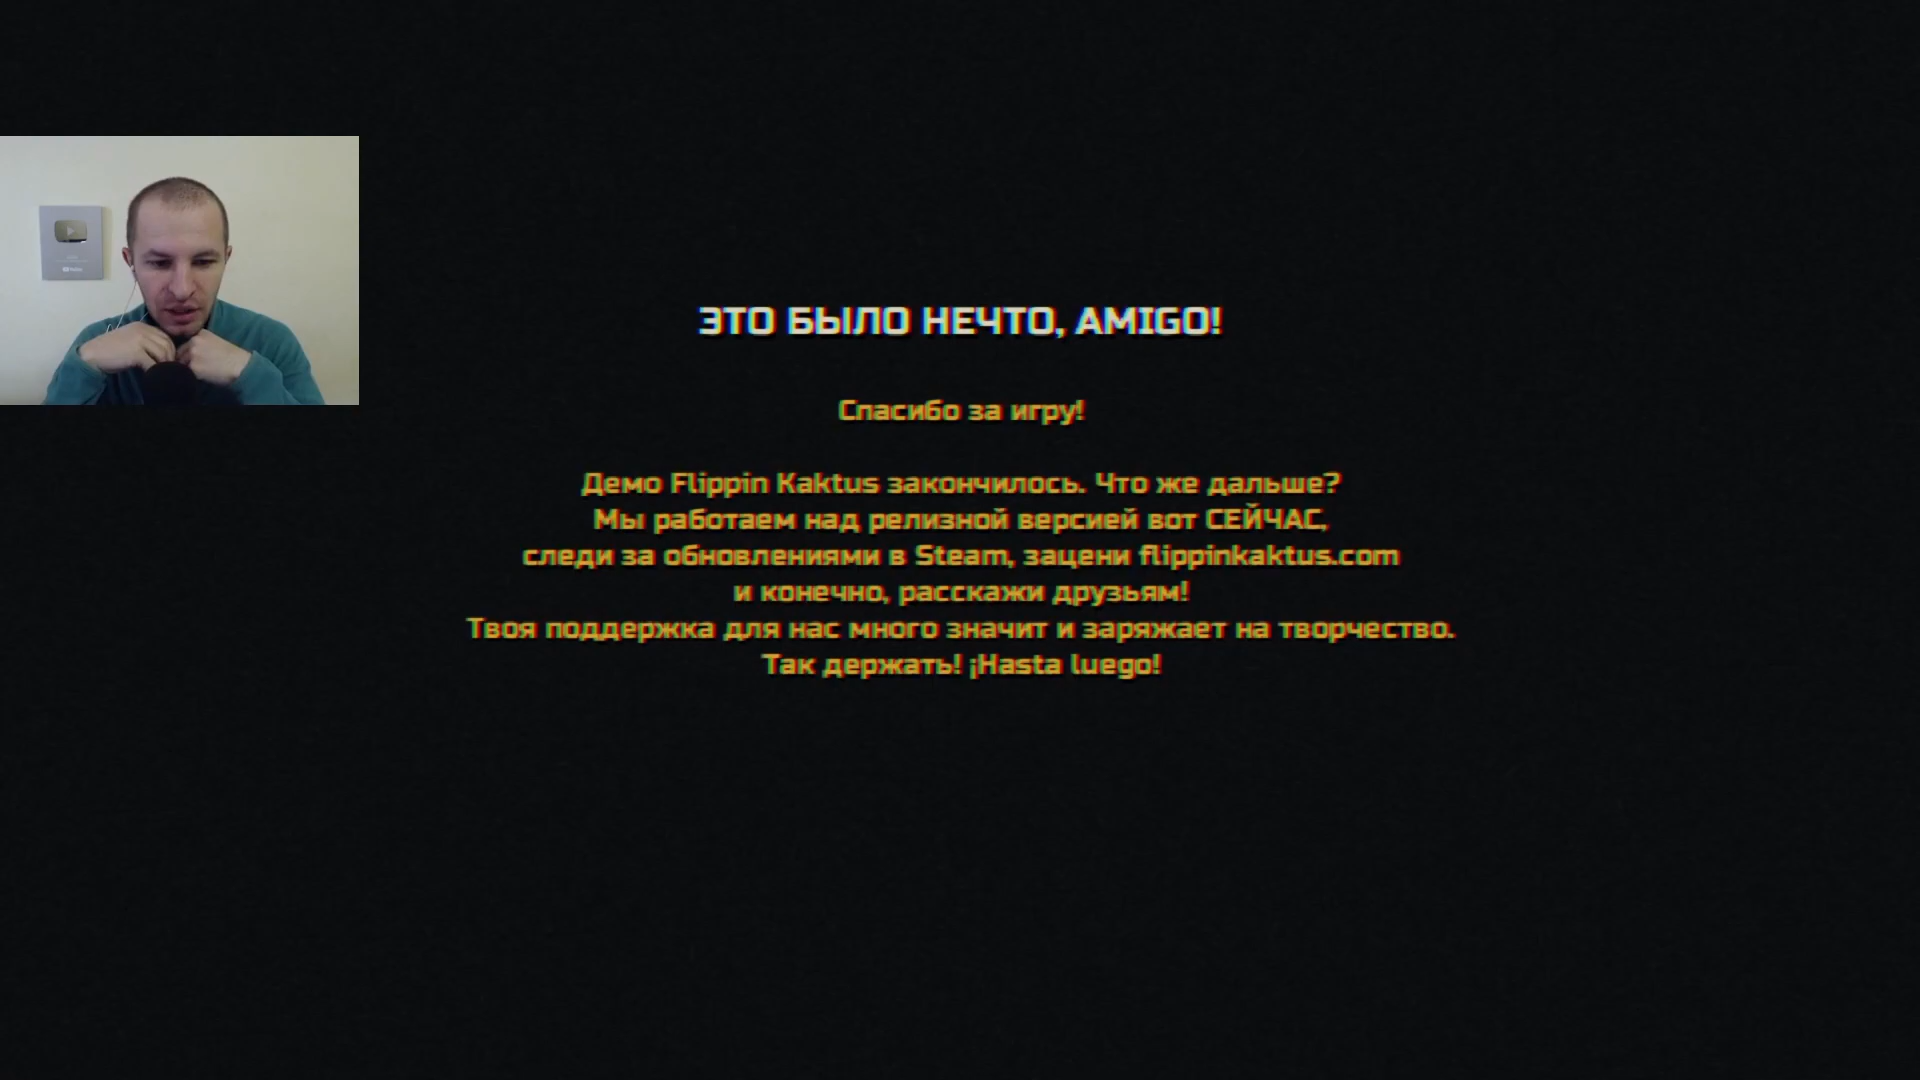 ЭТО БЫЛО НЕЧТО, AMIGO!
Спасибо за игру!
Демо Flippin Kaktus закончилось. Что же дальше?
Мы работаем над релизной версией вот СЕЙЧАС,
следи за обновлениями в Steam, зацени flippinkaktus.com
и конечно, расскажи друзьям!
Твоя поддержка для нас много значит и заряжает на творчество.
Так держать! ¡Hasta luego!